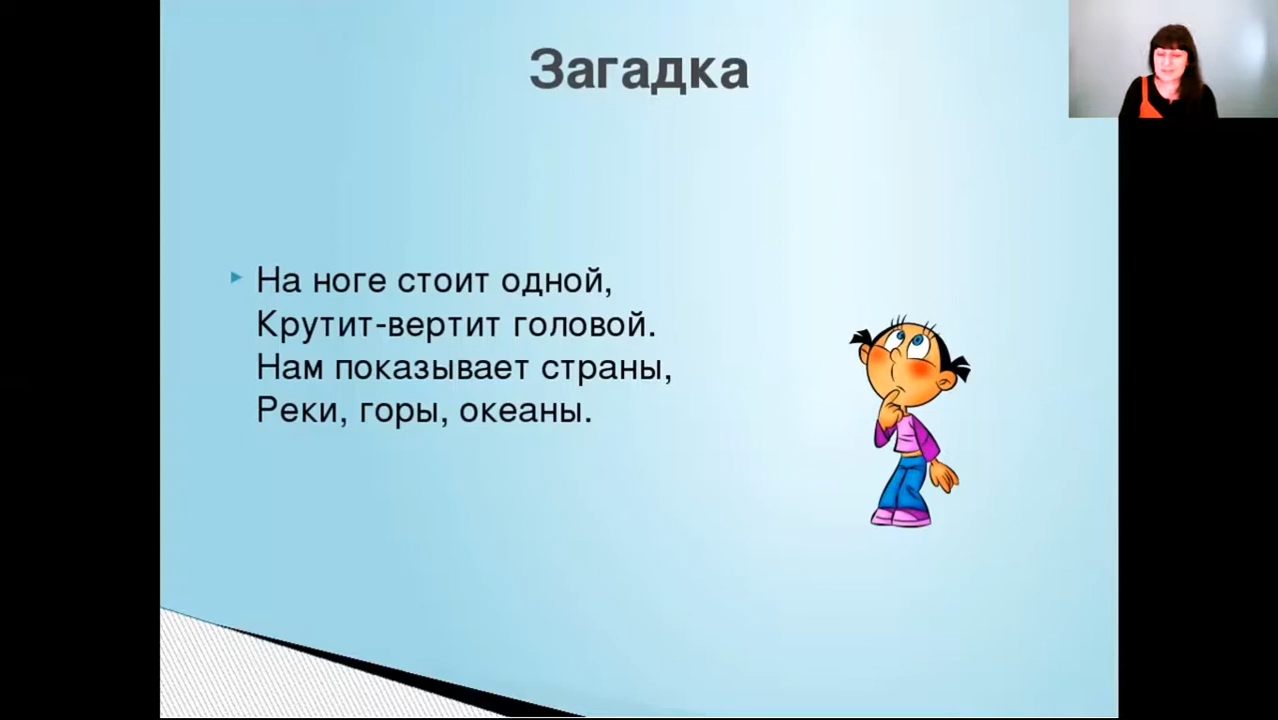 Загадка
На ноге стоит одной,
Крутит-вертит головой.
Нам показывает страны,
Реки, горы, океаны.